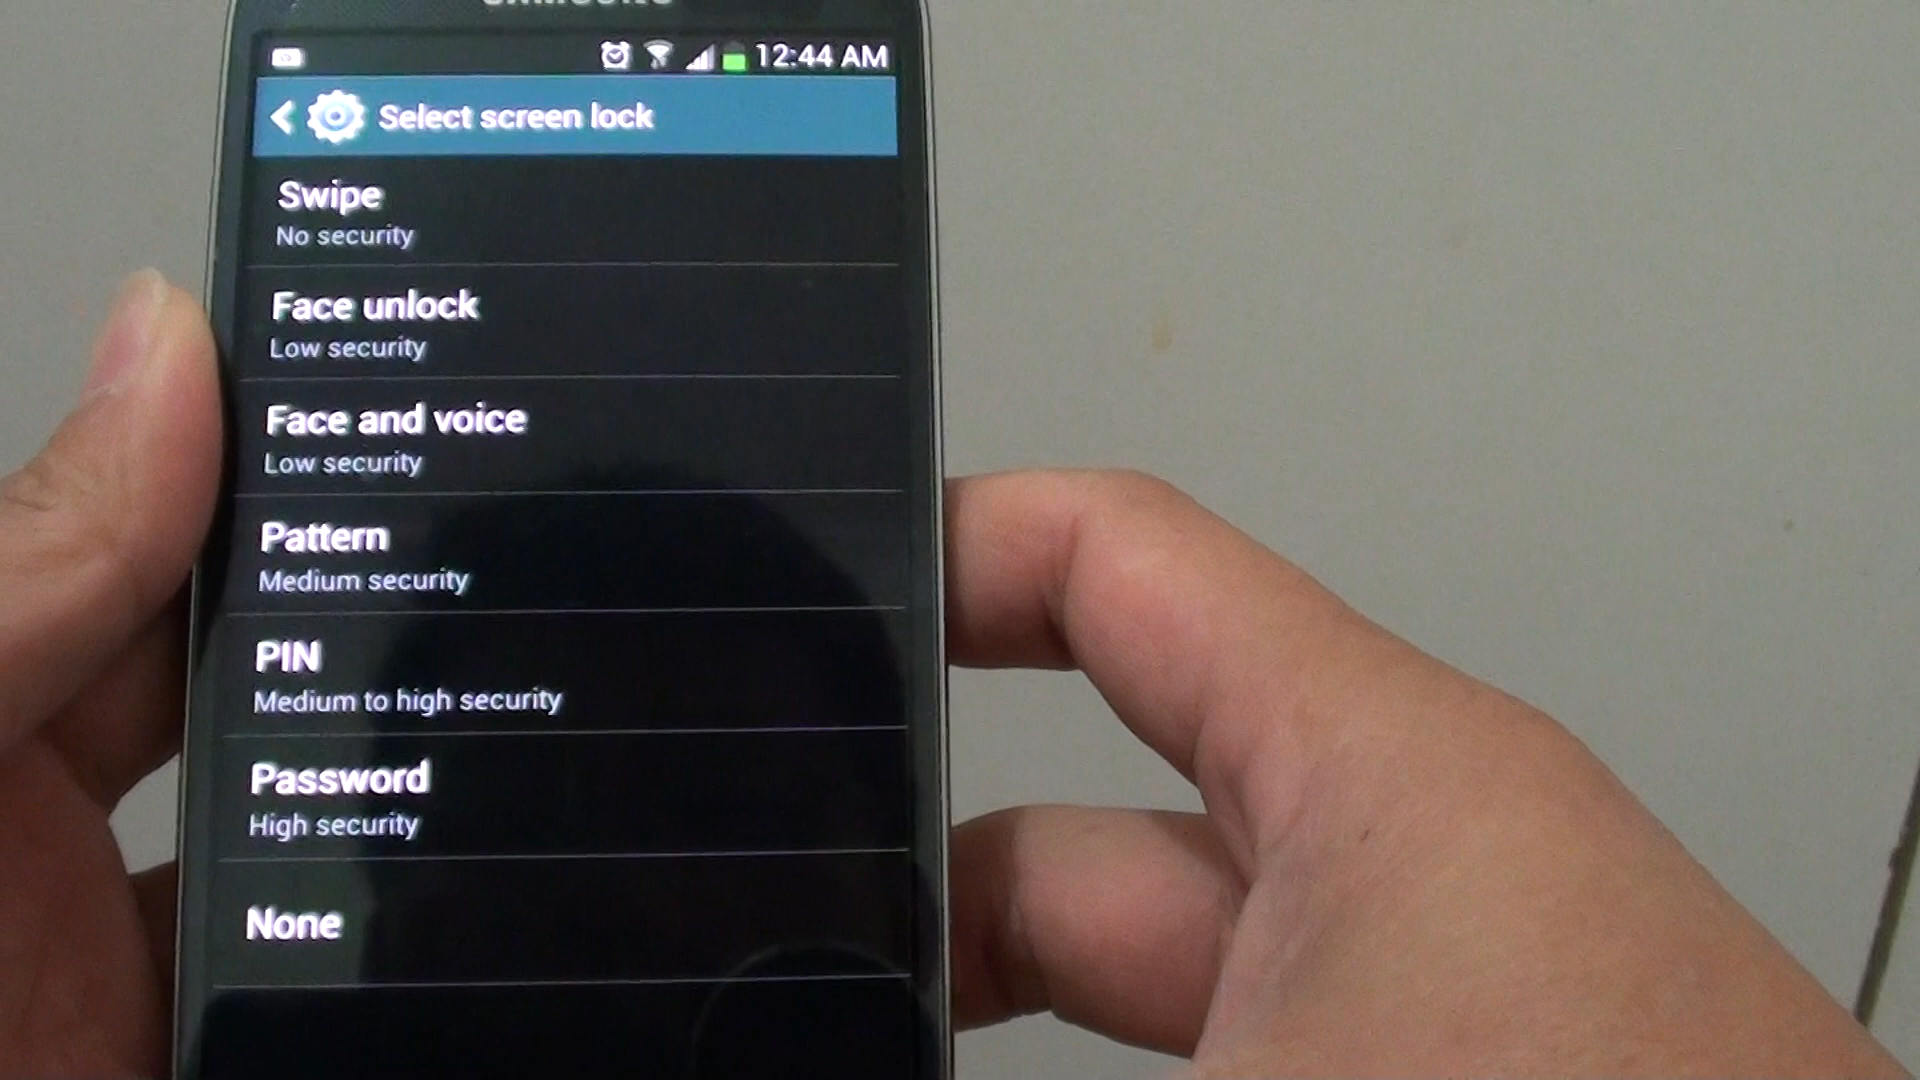 SAMSUNG
12:44 AM
Select screen lock
Swipe
No security
Face unlock
Low security
Face and voice
Low security
Pattern
Medium security
PIN
Medium to high security
Password
High security
None